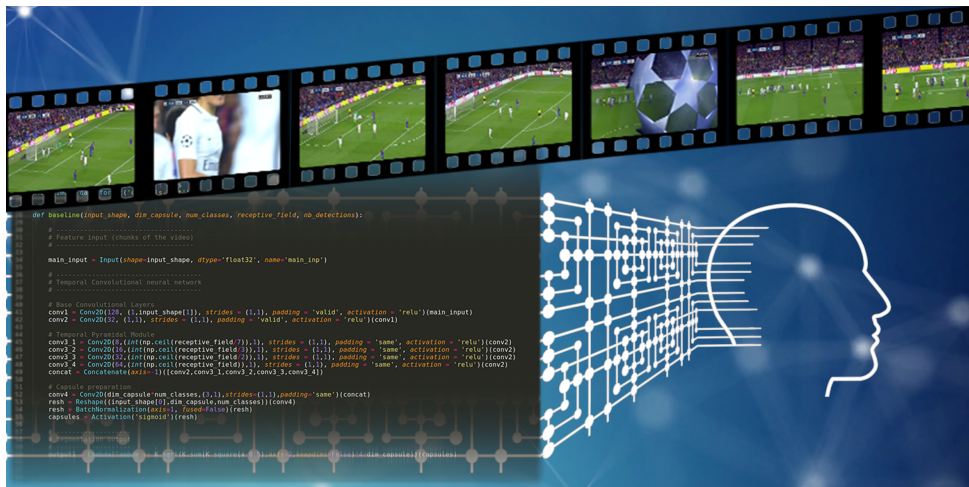 def baseline(input_shape, dim_capsule, num_classes, receptive_field, nb_detections):
# -----------------------------------
# Feature input (chunks of the video)
# -----------------------------------
main_input = Input(shape=input_shape, dtype='float32', name='main_inp')
# -----------------------------------
# Temporal Convolutional neural network
# -----------------------------------
# Base Convolutional Layers
conv1 = Conv2D(128, (1,input_shape[1]), strides = (1,1), padding = 'valid', activation = 'relu')(main_input)
conv2 = Conv2D(32, (1,1), strides = (1,1), padding = 'valid', activation = 'relu')(conv1)
# Temporal Pyramidal Module
conv3_1 = Conv2D(8,(int(np.ceil(receptive_field/7)),1), strides = (1,1), padding = 'same', activation = 'relu')(conv2)
conv3_2 = Conv2D(16,(int(np.ceil(receptive_field/3)),1), strides = (1,1), padding = 'same', activation = 'relu')(conv2)
conv3_3 = Conv2D(32,(int(np.ceil(receptive_field/2)),1), strides = (1,1), padding = 'same', activation = 'relu')(conv2)
conv3_4 = Conv2D(64,(int(np.ceil(receptive_field)),1), strides = (1,1), padding = 'same', activation = 'relu')(conv2)
concat = Concatenate(axis=-1)([conv2,conv3_1,conv3_2,conv3_3,conv3_4])
# Capsule preparation
conv4 = Conv2D(dim_capsule*num_classes,(3,1),strides=(1,1),padding='same')(concat)
resh = Reshape((input_shape[0],dim_capsule,num_classes))(conv4)
resh = BatchNormalization(axis=1, fused=False)(resh)
capsules = Activation('sigmoid')(resh)
# Segmentation output